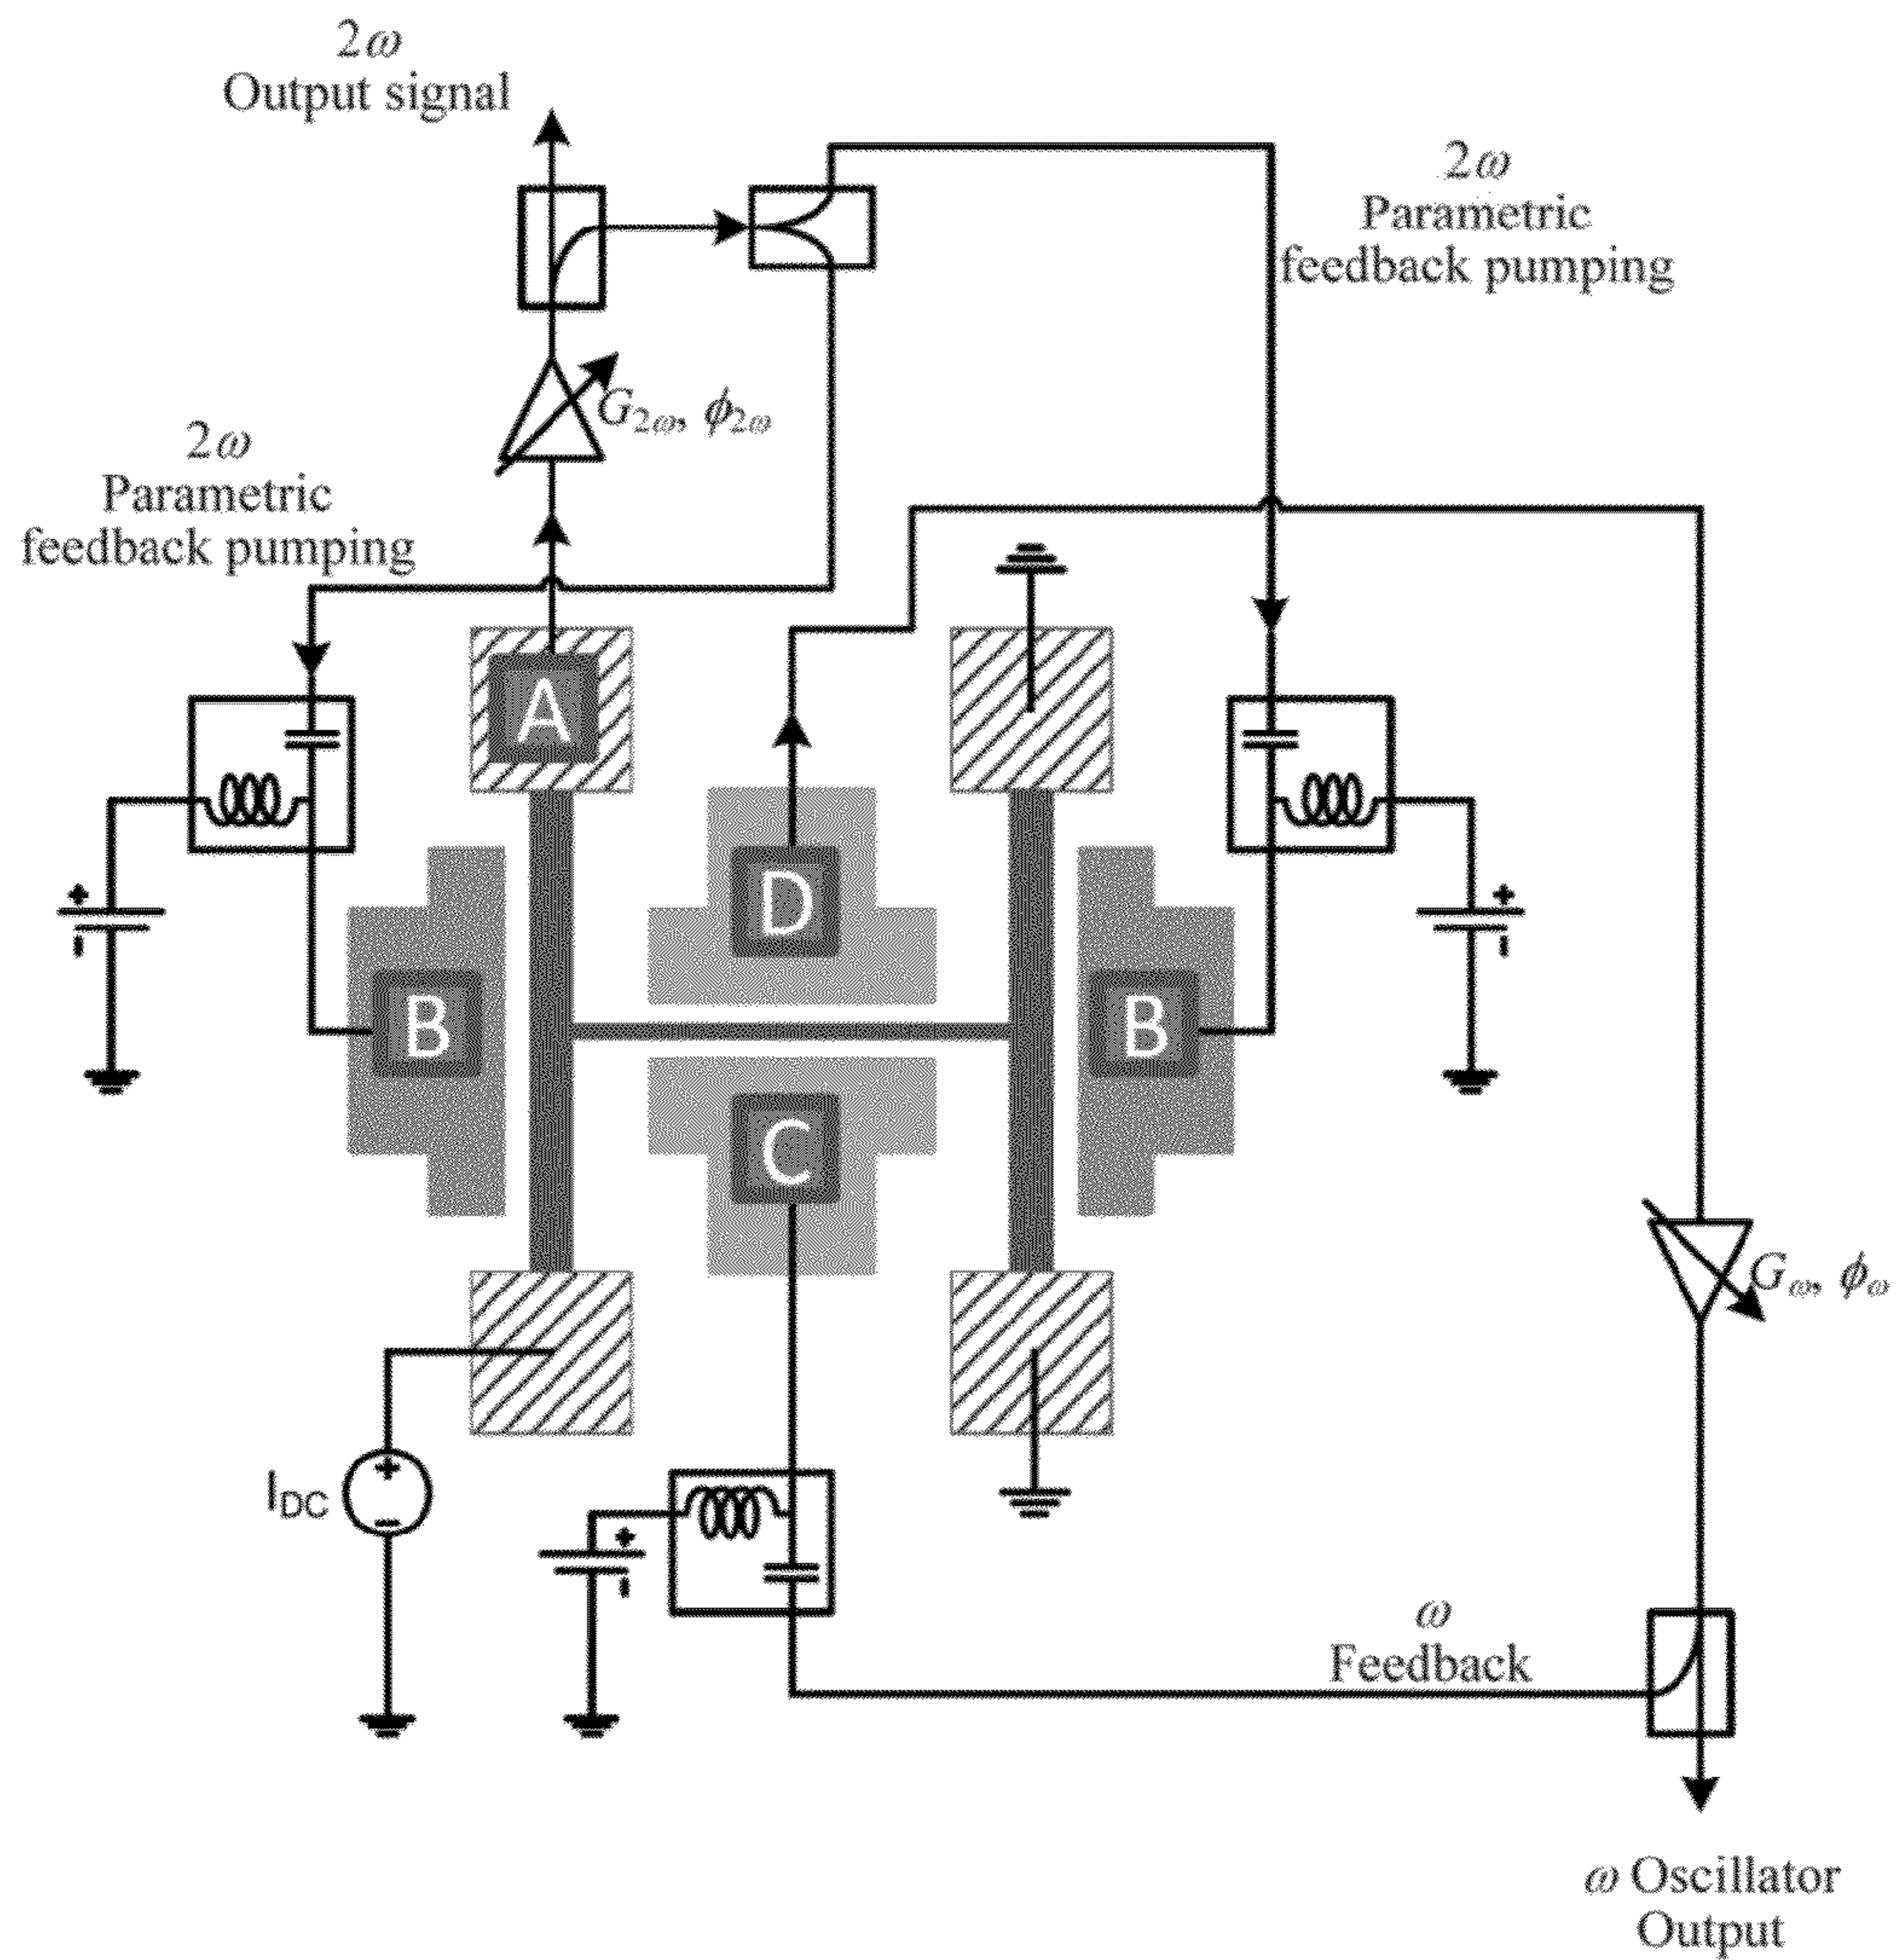 2ω
Output signal
2ω
Parametric
feedback pumping
G2ω, ϕ2ω
2ω
Parametric
feedback pumping
A
D
+
-
+
-
B
B
C
Gω, ϕω
IDC
+
-
+
-
ω
Feedback
ω Oscillator
Output